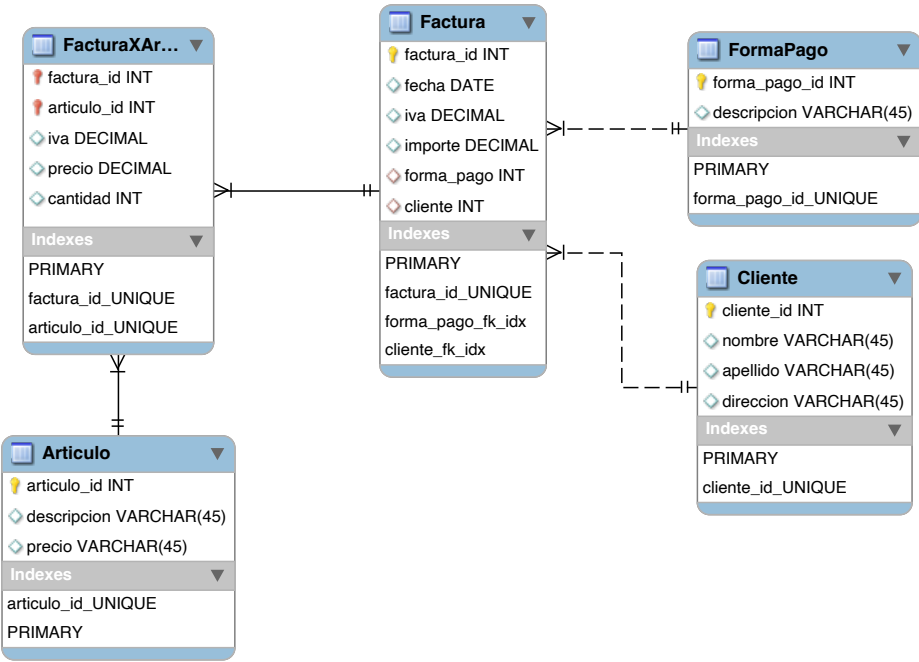 FacturaXAr...
factura_id INT
articulo_id INT
iva DECIMAL
precio DECIMAL
cantidad INT
Indexes
PRIMARY
factura_id_UNIQUE
articulo_id_UNIQUE
Factura
factura_id INT
fecha DATE
iva DECIMAL
importe DECIMAL
forma_pago INT
cliente INT
Indexes
PRIMARY
factura_id_UNIQUE
forma_pago_fk_idx
cliente_fk_idx
FormaPago
forma_pago_id INT
descripcion VARCHAR(45)
Indexes
PRIMARY
forma_pago_id_UNIQUE
Cliente
cliente_id INT
nombre VARCHAR(45)
apellido VARCHAR(45)
direccion VARCHAR(45)
Indexes
PRIMARY
cliente_id_UNIQUE
Articulo
articulo_id INT
descripcion VARCHAR(45)
precio VARCHAR(45)
Indexes
articulo_id_UNIQUE
PRIMARY